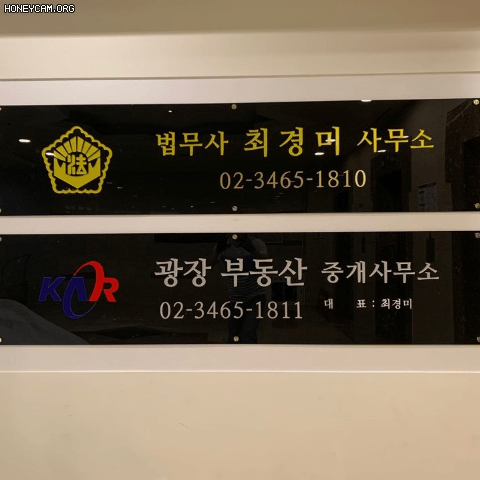 HONEYCAM.ORG
法
법무사 최경미 사무소
02-3465-1810
KAR
광장 부동산 중개사무소
02-3465-1811 대 표 : 최경미